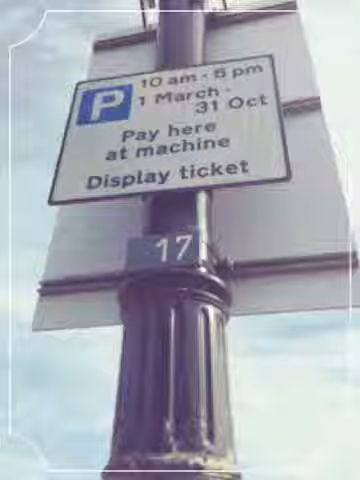 P
10 am - 6 pm
1 March -
31 Oct
Pay here
at machine
Display ticket
17